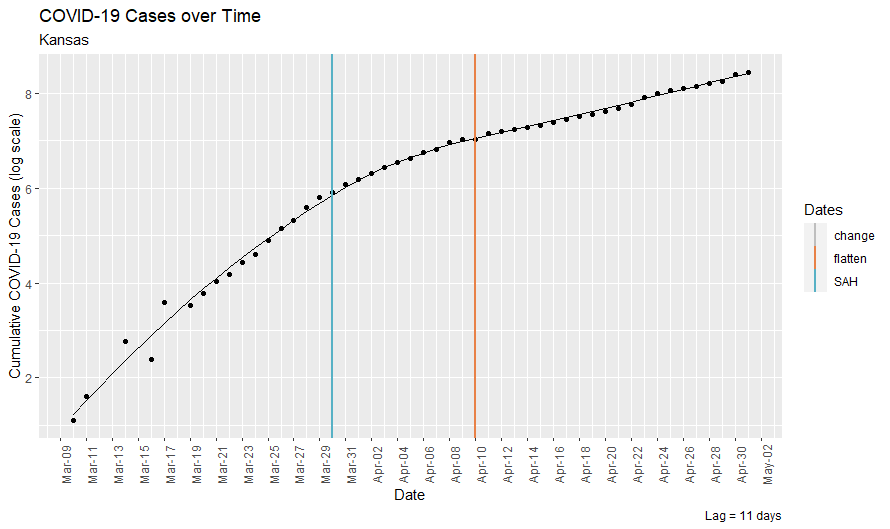 COVID-19 Cases over Time
Kansas
Cumulative COVID-19 Cases (log scale)
8
6
4
2
Mar-09
Mar-11
Mar-13
Mar-15
Mar-17
Mar-19
Mar-21
Mar-23
Mar-25
Mar-27
Mar-29
Mar-31
Apr-02
Apr-04
Apr-06
Apr-08
Apr-10
Apr-12
Apr-14
Apr-16
Apr-18
Apr-20
Apr-22
Apr-24
Apr-26
Apr-28
Apr-30
May-02
Date
Dates
change
flatten
SAH
Lag = 11 days